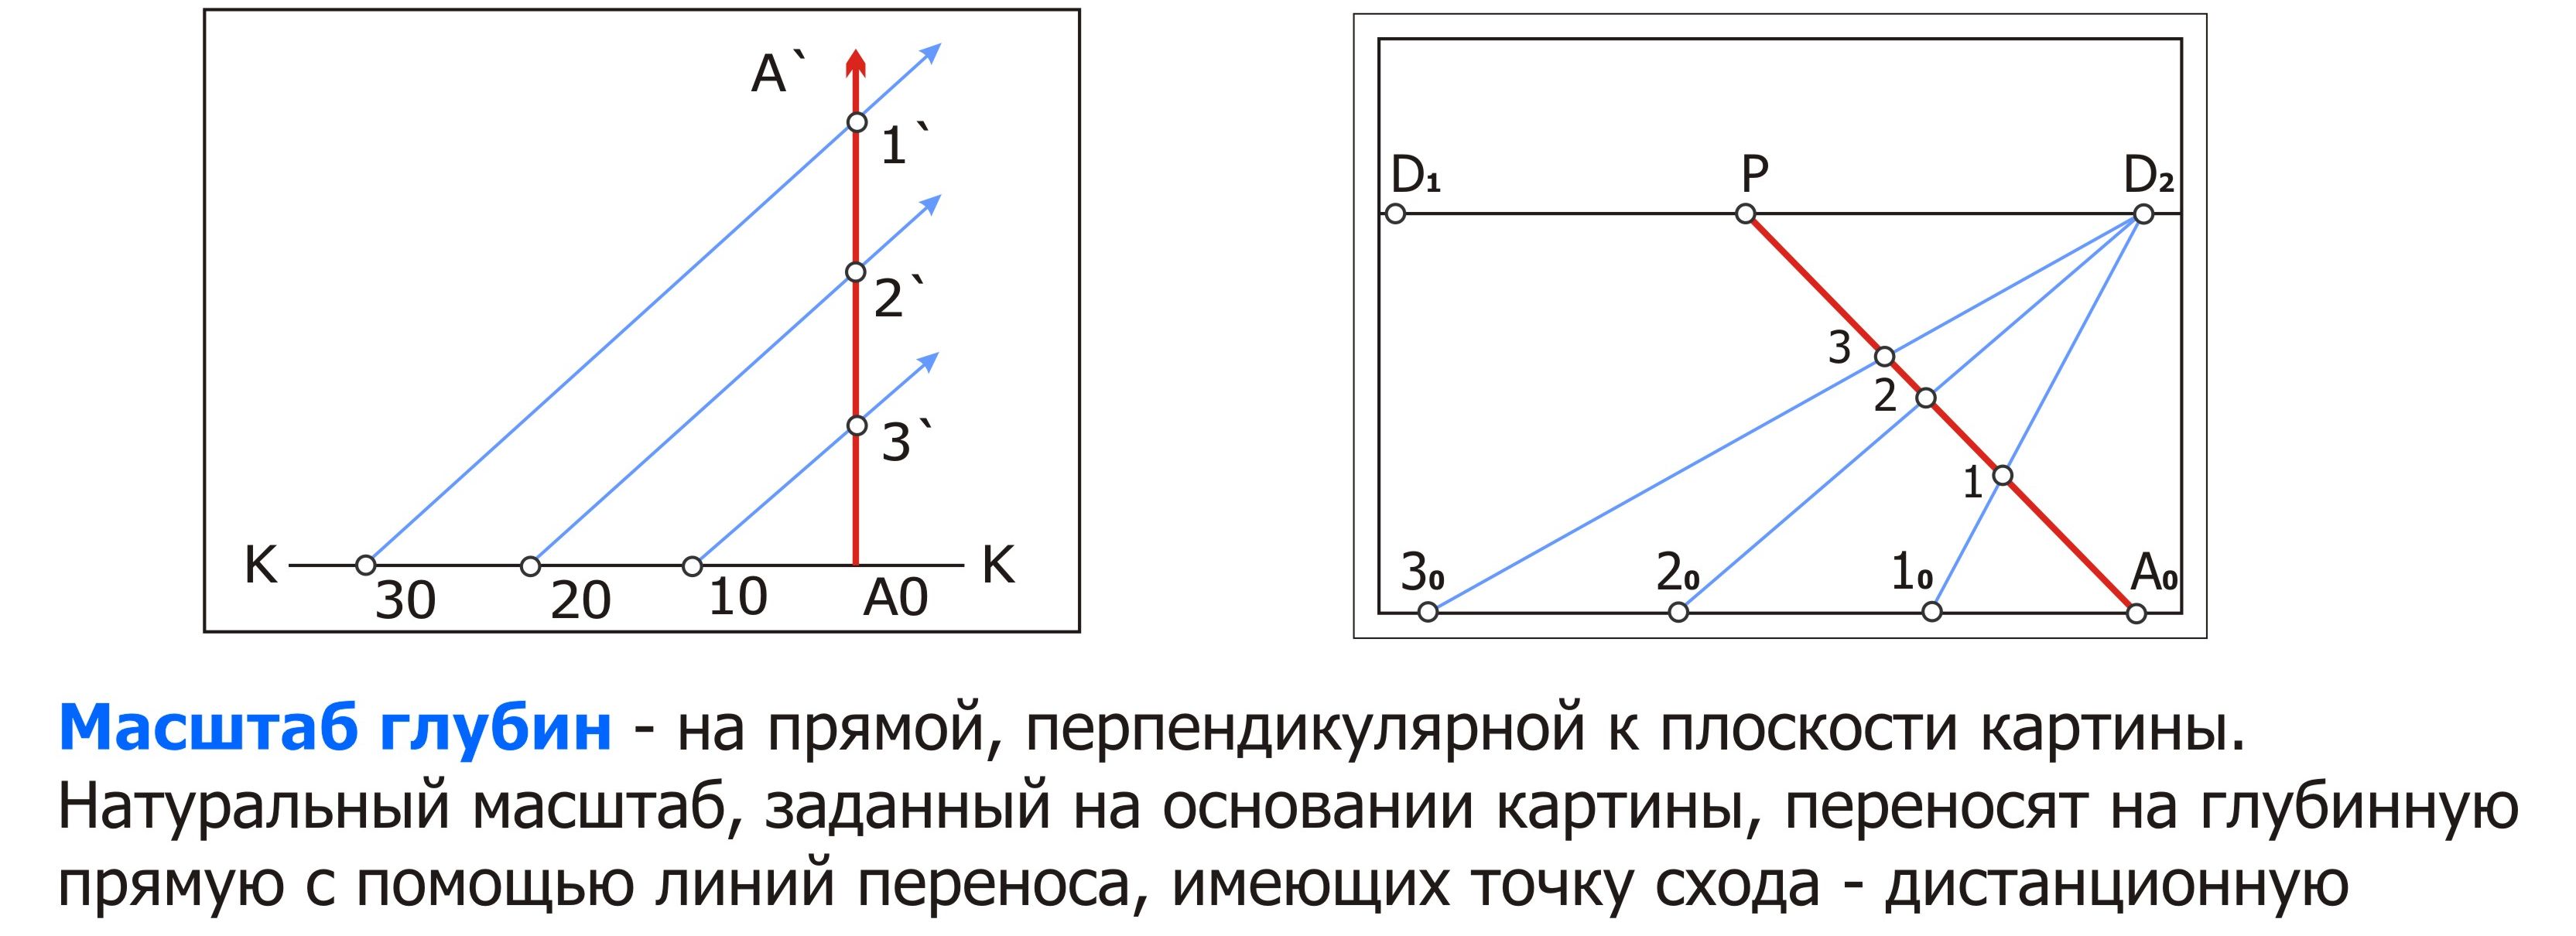 A`
1`
2`
3`
K
K
30
20
10
A0
D₁
P
D₂
3
2
1
3₀
2₀
1₀
A₀
Масштаб глубин - на прямой, перпендикулярной к плоскости картины.
Натуральный масштаб, заданный на основании картины, переносят на глубинную
прямую с помощью линий переноса, имеющих точку схода - дистанционную